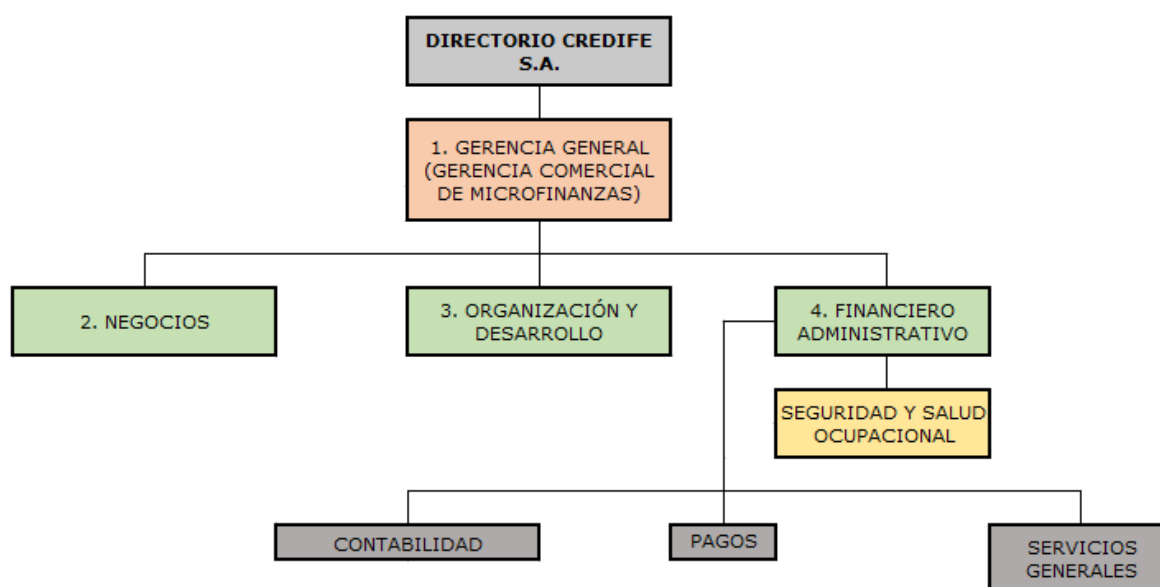 DIRECTORIO CREDIFE
S.A.
1. GERENCIA GENERAL
(GERENCIA COMERCIAL
DE MICROFINANZAS)
2. NEGOCIOS
3. ORGANIZACIÓN Y
DESARROLLO
4. FINANCIERO
ADMINISTRATIVO
SEGURIDAD Y SALUD
OCUPACIONAL
CONTABILIDAD
PAGOS
SERVICIOS
GENERALES